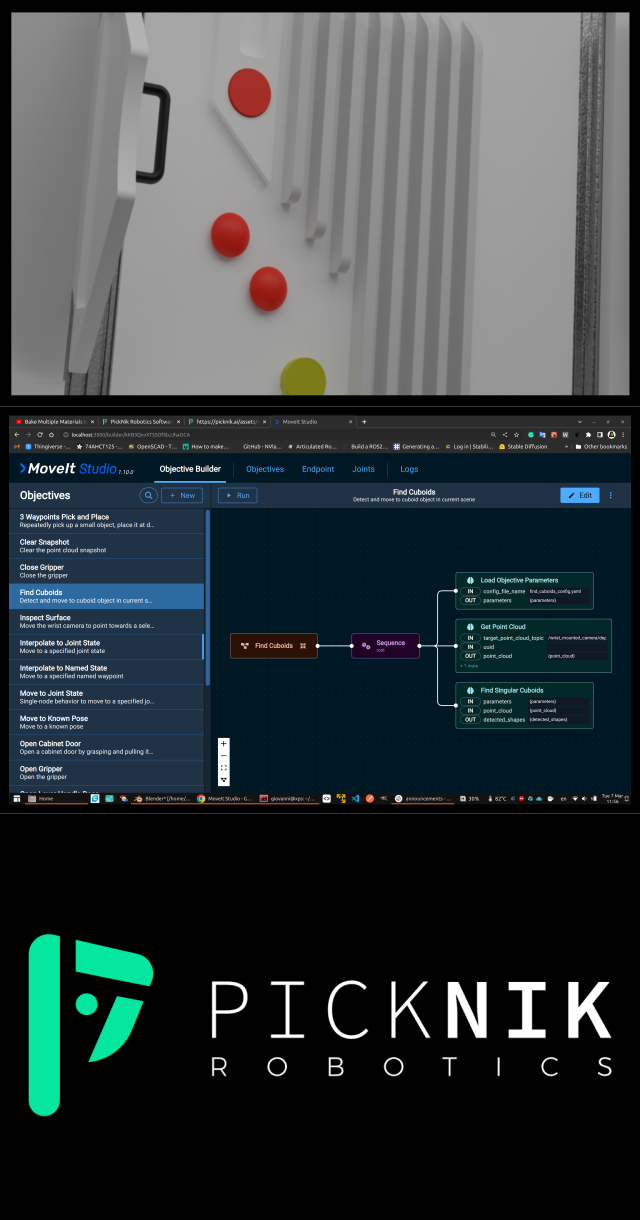 Bake Multiple Materials t
PickNik Robotics Softwa
https://picknik.ai/assets/
MoveIt Studio
Thingiverse -...
74AHCT125 -...
OpenSCAD - T...
How to make...
GitHub - NVla...
Articulated Ro...
Build a ROS2...
Generating a...
Log in | Stabili...
Stable Diffusion
Other bookmarks
MoveIt Studio 1.10.0
Objective Builder
Objectives
Endpoint
Joints
Logs
Objectives
+ New
Run
Find Cuboids
Detect and move to cuboid object in current scene
Edit
3 Waypoints Pick and Place
Repeatedly pick up a small object, place it at d...
Clear Snapshot
Clear the point cloud snapshot
Close Gripper
Close the gripper
Find Cuboids
Detect and move to cuboid object in current s...
Inspect Surface
Move the wrist camera to point towards a sele...
Interpolate to Joint State
Move to a specified joint state
Interpolate to Named State
Move to a specified named waypoint
Move to Joint State
Single-node behavior to move to a specified jo...
Move to Known Pose
Move to a known pose
Open Cabinet Door
Open a cabinet door by grasping and pulling it...
Open Gripper
Open the gripper
Find Cuboids
Sequence
root
Load Objective Parameters
IN config_file_name find_cuboids_config.yaml
OUT parameters {parameters}
Get Point Cloud
IN target_point_cloud_topic /wrist_mounted_camera/dep
IN uuid
OUT point_cloud {point_cloud}
+ 1 more
Find Singular Cuboids
IN parameters {parameters}
IN point_cloud {point_cloud}
OUT detected_shapes {detected_shapes}
Home
Blender* [/home/...
MoveIt Studio - G...
giovanni@xps: ~/...
announcements - ...
30%
82°C
en
Tue 7 Mar
11:56
PICKNIK
ROBOTICS